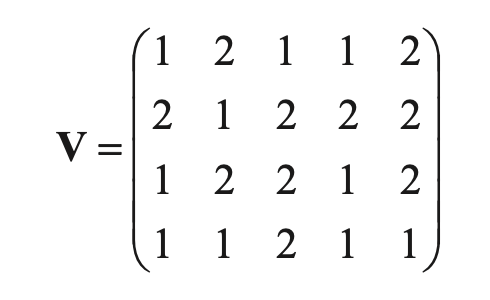 1 2 1 1 2
2 1 2 2 2
V =
1 2 2 1 2
1 1 2 1 1